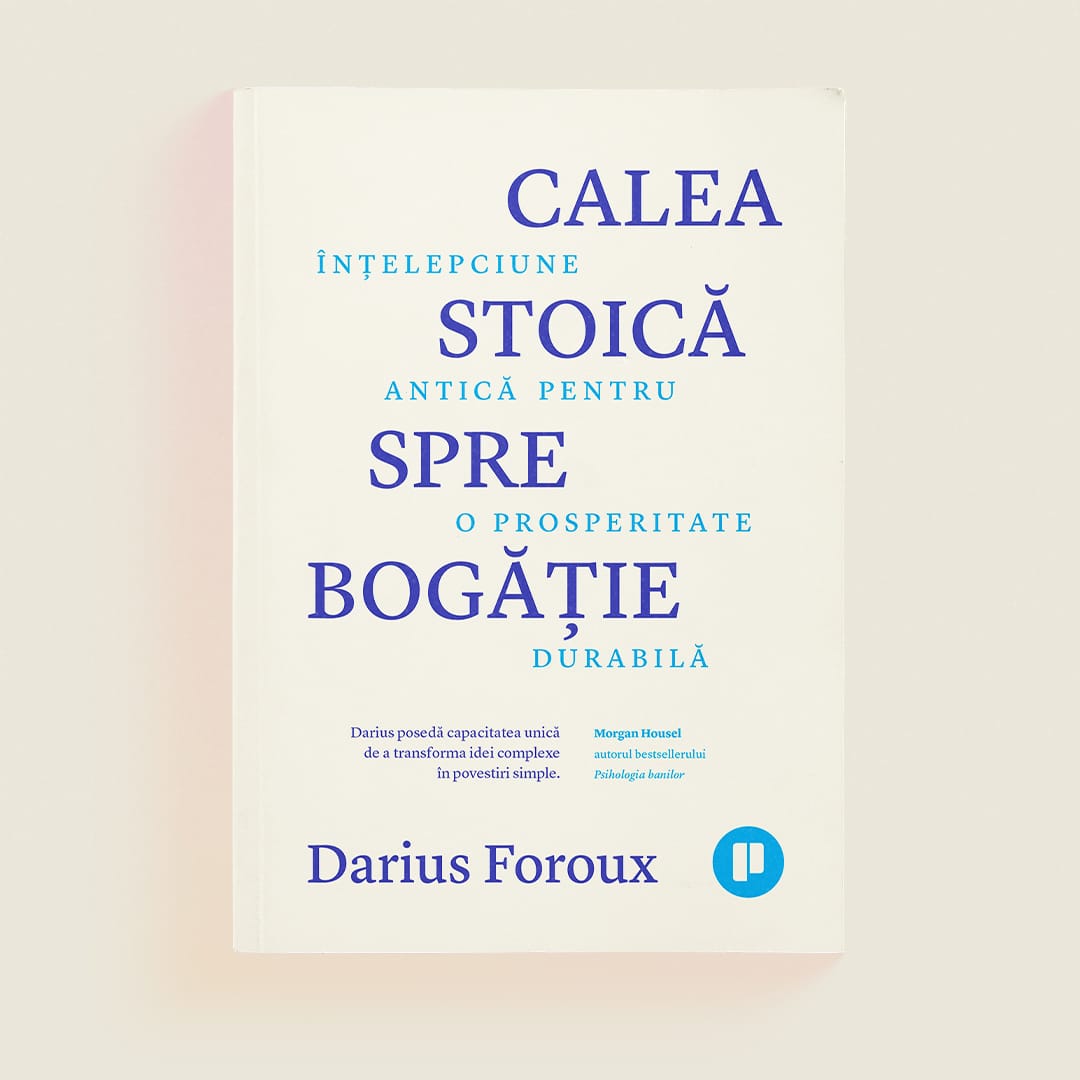 CALEA
ÎNȚELEPCIUNE
STOICĂ
ANTICĂ PENTRU
SPRE
O PROSPERITATE
BOGĂȚIE
DURABILĂ
Darius posedă capacitatea unică
de a transforma idei complexe
în povestiri simple.
Morgan Housel
autorul bestsellerului
Psihologia banilor
Darius Foroux
P